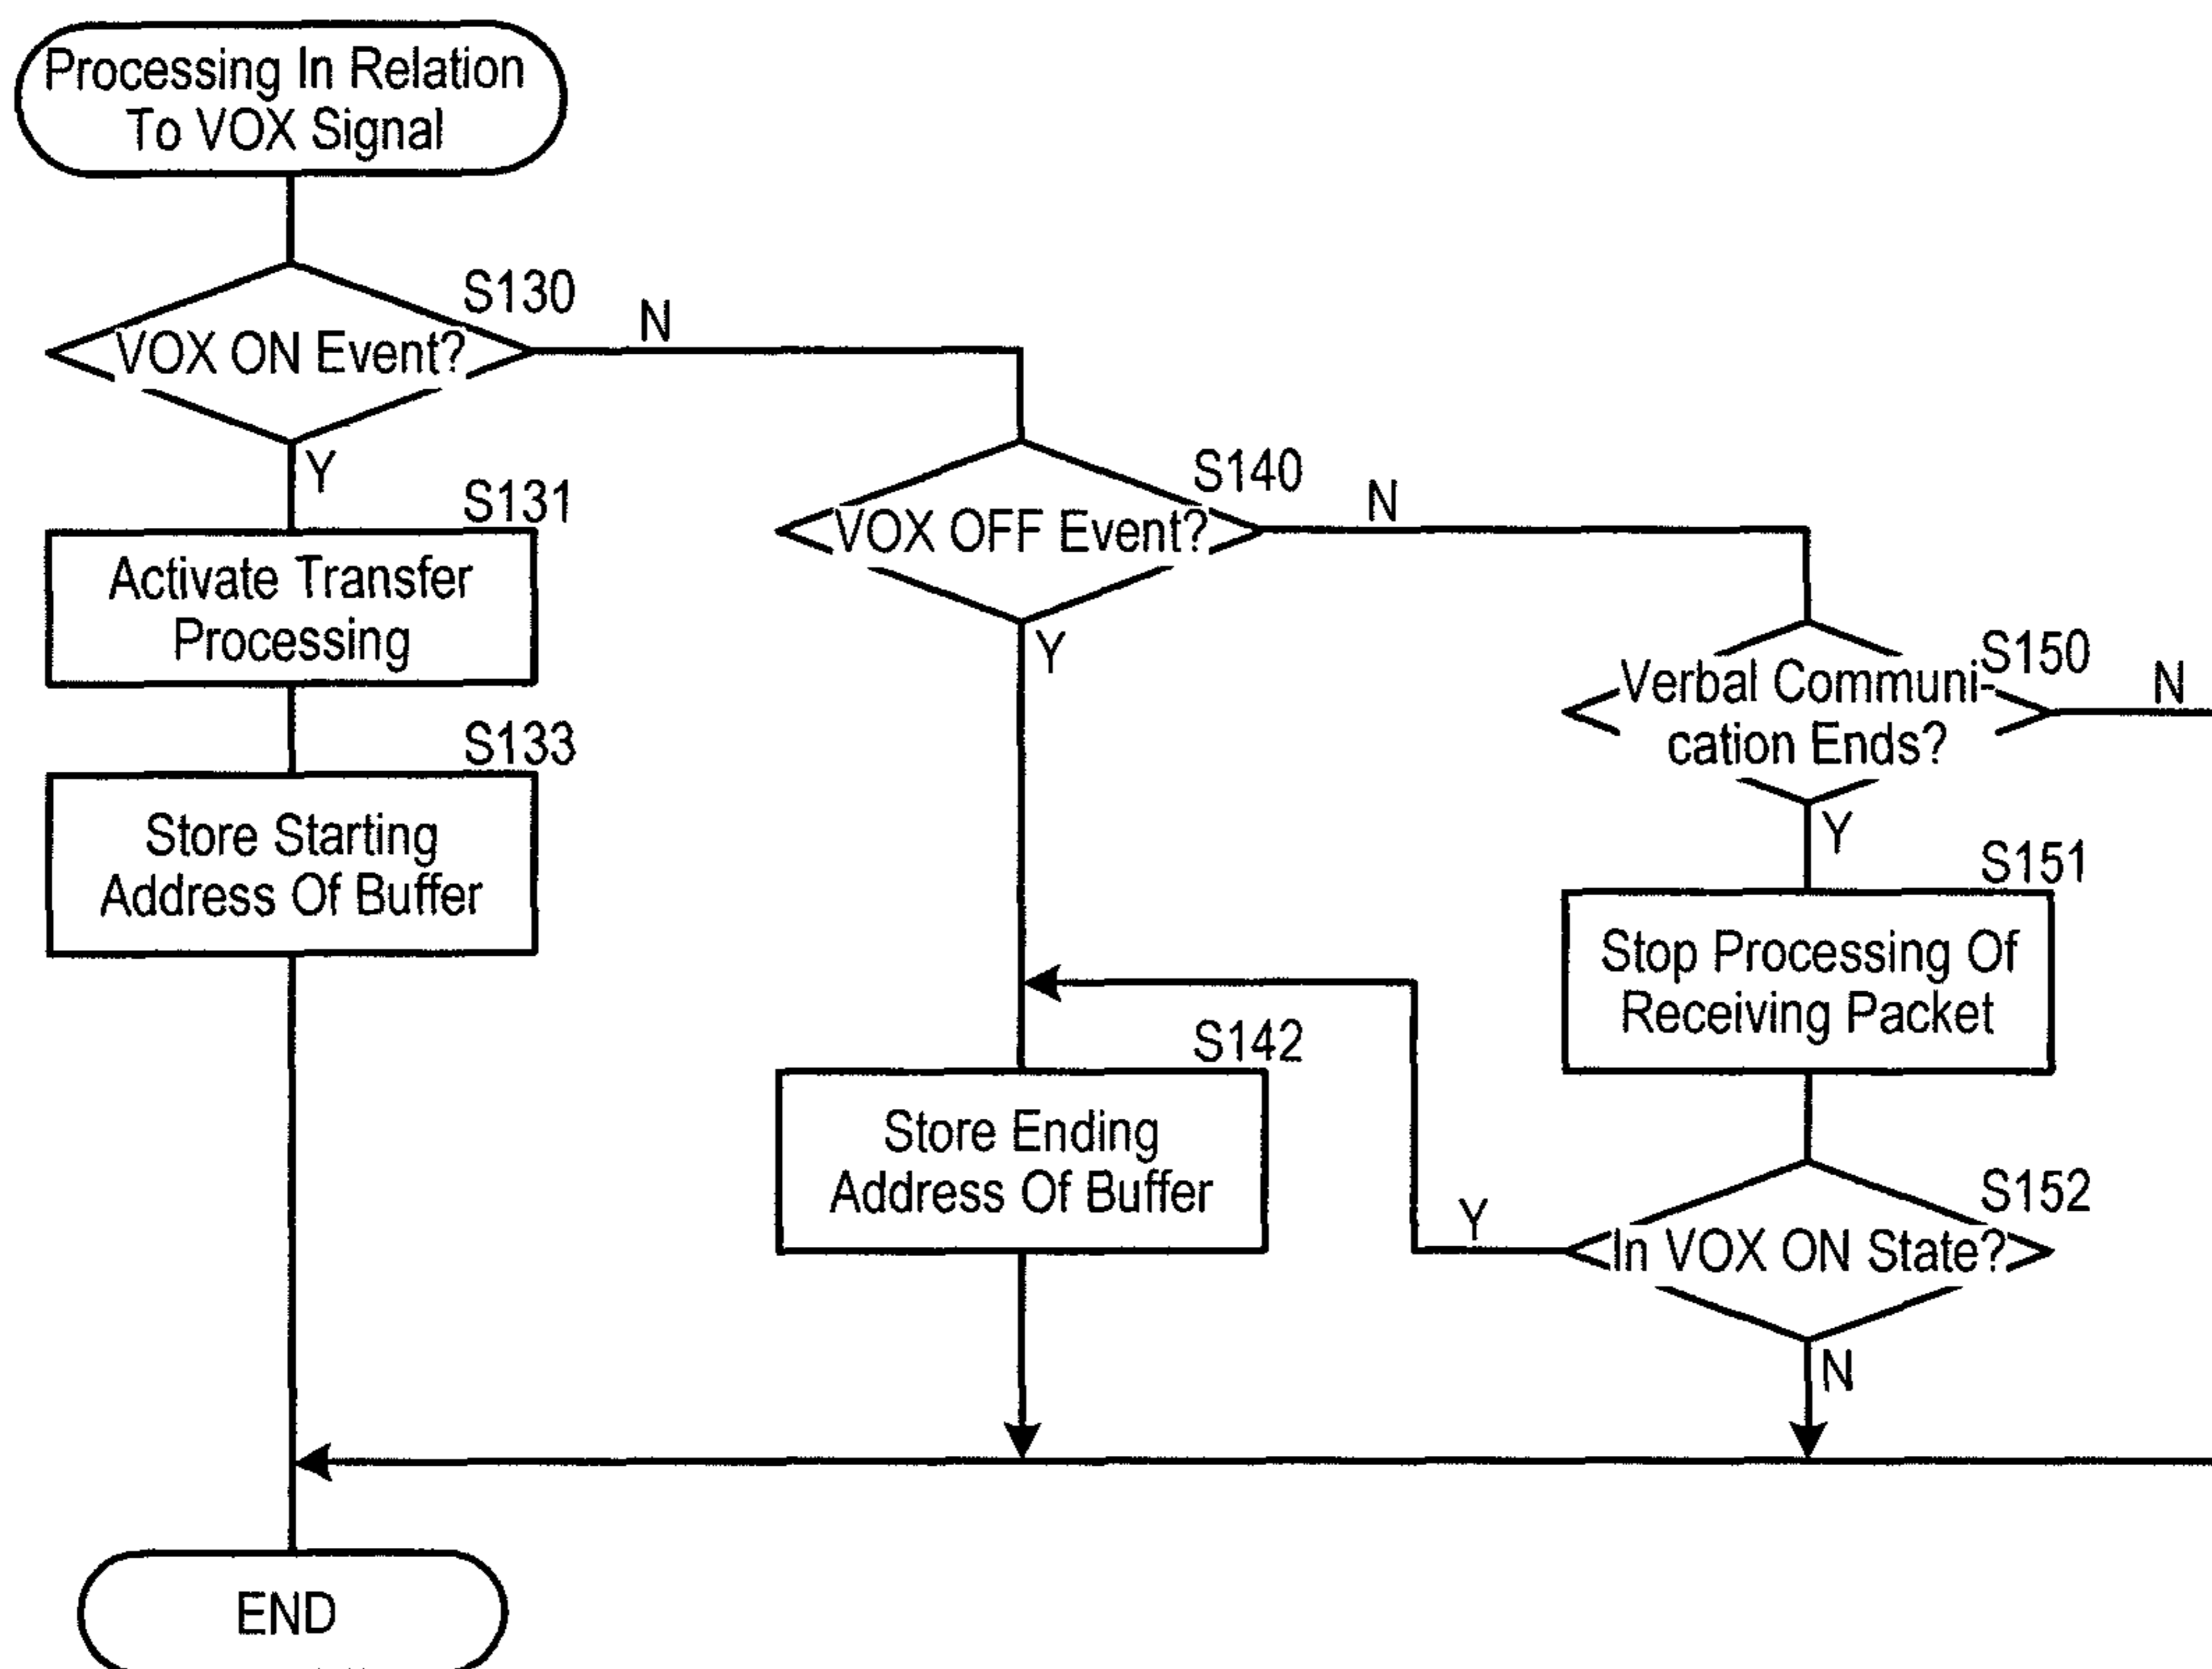 Processing In Relation
To VOX Signal
S130
VOX ON Event?
N
Y
S131
Activate Transfer
Processing
S133
Store Starting
Address Of Buffer
S140
VOX OFF Event?
N
Y
S142
Store Ending
Address Of Buffer
S150
Verbal Communi-
cation Ends?
N
Y
S151
Stop Processing Of
Receiving Packet
S152
In VOX ON State?
Y
N
END